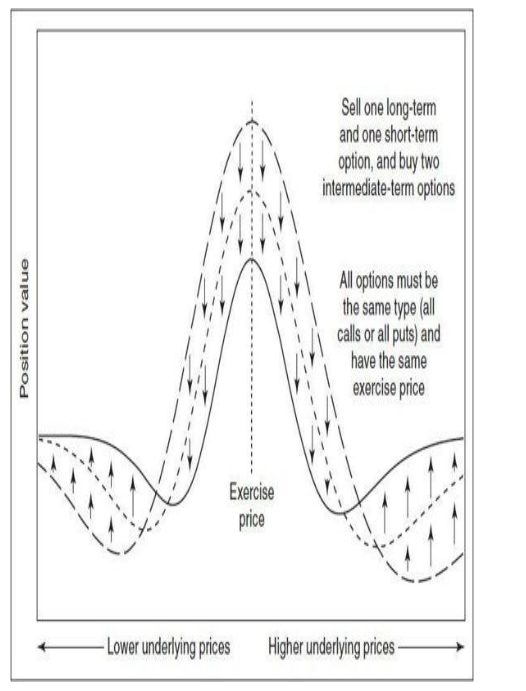 Sell one long-term
and one short-term
option, and buy two
intermediate-term options
All options must be
the same type (all
calls or all puts) and
have the same
exercise price
Position value
Exercise
price
Lower underlying prices
Higher underlying prices